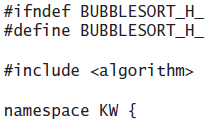 #ifndef BUBBLESORT_H_
#define BUBBLESORT_H_
#include <algorithm>
namespace KW {